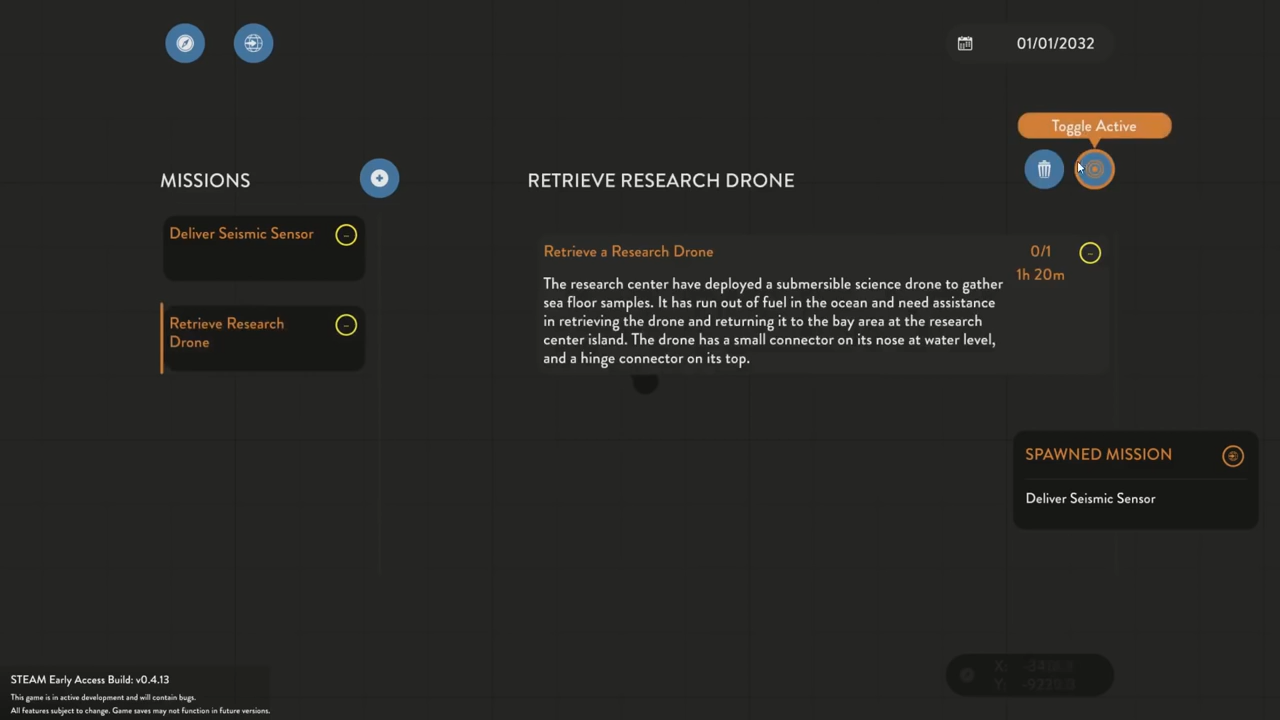 01/01/2032
Toggle Active
MISSIONS
RETRIEVE RESEARCH DRONE
Deliver Seismic Sensor
Retrieve Research
Drone
Retrieve a Research Drone
0/1
1h 20m
The research center have deployed a submersible science drone to gather
sea floor samples. It has run out of fuel in the ocean and need assistance
in retrieving the drone and returning it to the bay area at the research
center island. The drone has a small connector on its nose at water level,
and a hinge connector on its top.
SPAWNED MISSION
Deliver Seismic Sensor
X:
Y:
STEAM Early Access Build: v0.4.13
This game is in active development and will contain bugs.
All features subject to change. Game saves may not function in future versions.